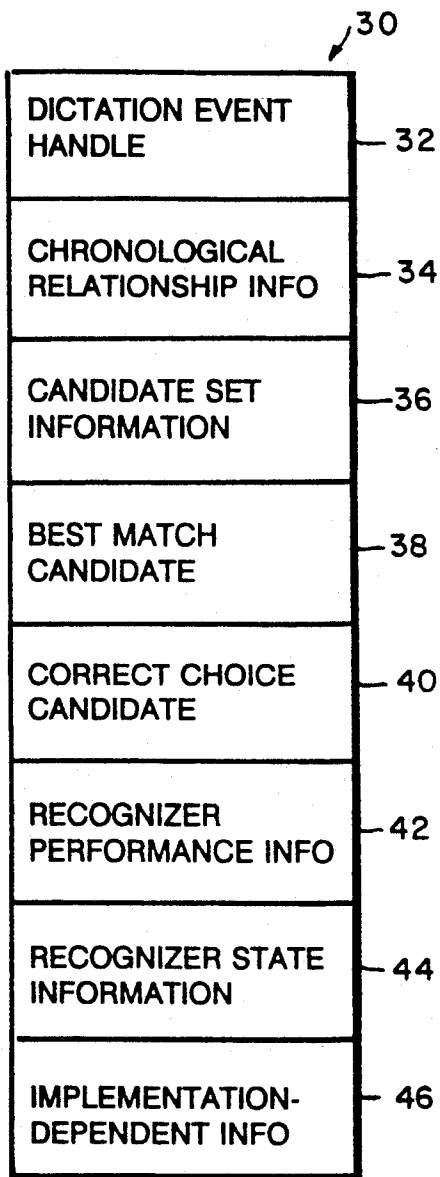 30
DICTATION EVENT
HANDLE
32
CHRONOLOGICAL
RELATIONSHIP INFO
34
CANDIDATE SET
INFORMATION
36
BEST MATCH
CANDIDATE
38
CORRECT CHOICE
CANDIDATE
40
RECOGNIZER
PERFORMANCE INFO
42
RECOGNIZER STATE
INFORMATION
44
IMPLEMENTATION-
DEPENDENT INFO
46